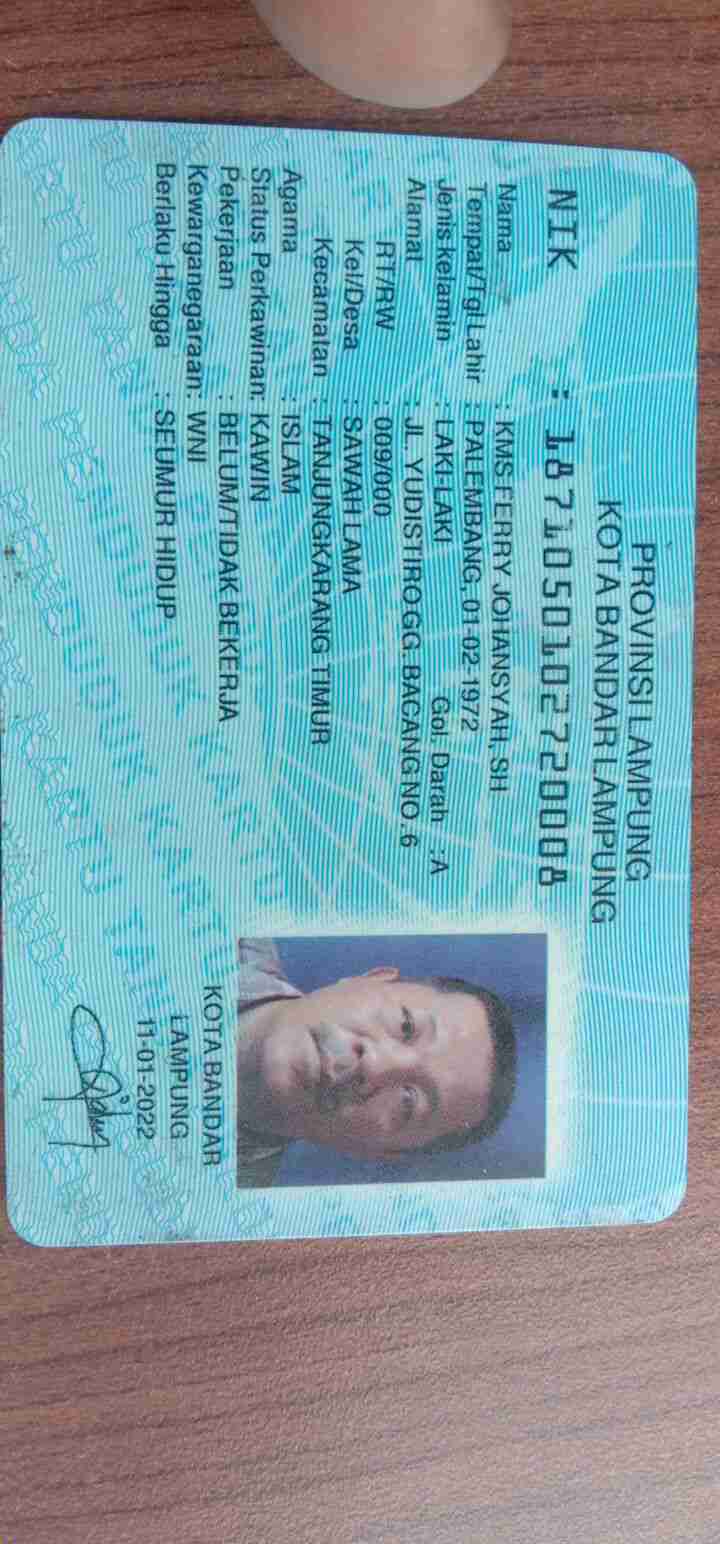 PROVINSI LAMPUNG
KOTA BANDAR LAMPUNG
NIK : 1871050102720008
Nama : KMS FERRY JOHANSYAH, SH
Tempat/Tgl Lahir : PALEMBANG, 01-02-1972
Jenis kelamin : LAKI-LAKI Gol. Darah : A
Alamat : JL. YUDISTIRO GG. BAGANG NO. 6
RT/RW : 009/000
Kel/Desa : SAWAH LAMA
Kecamatan : TANJUNGKARANG TIMUR
Agama : ISLAM
Status Perkawinan: KAWIN
Pekerjaan : BELUM/TIDAK BEKERJA
Kewarganegaraan: WNI
Berlaku Hingga : SEUMUR HIDUP
KOTA BANDAR
LAMPUNG
11-01-2022